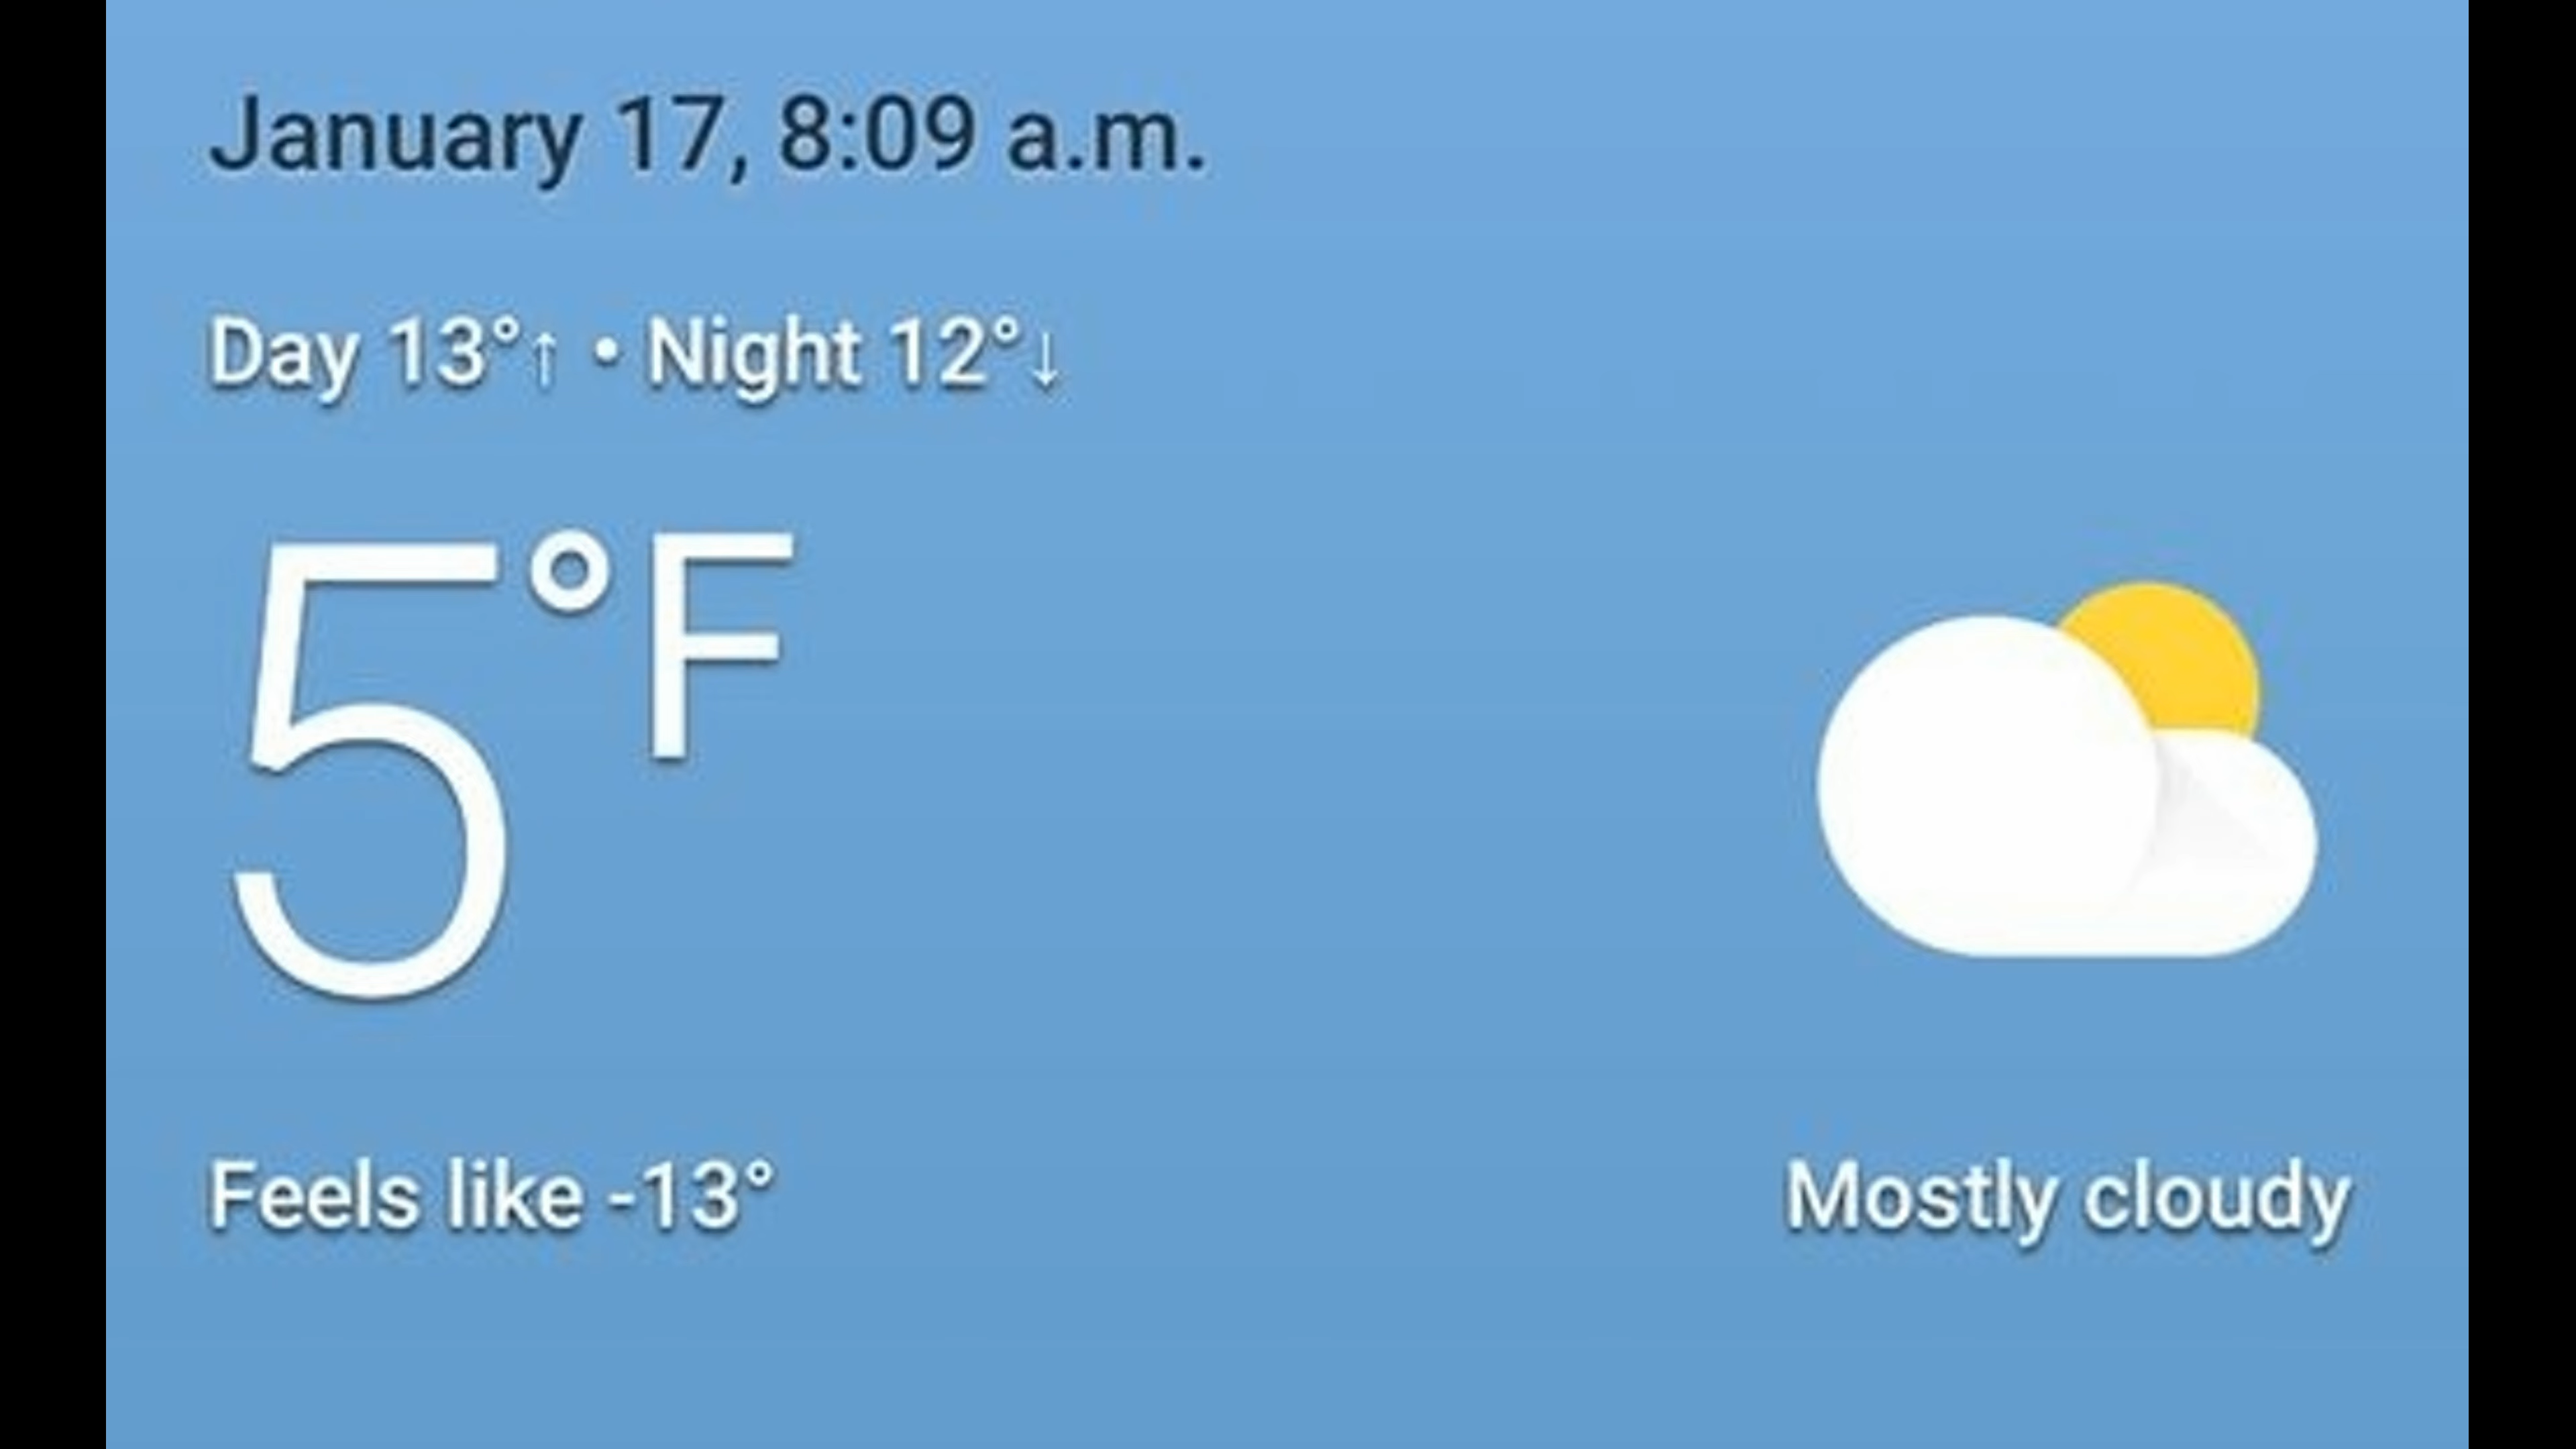 January 17, 8:09 a.m.
Day 13°↑ • Night 12°↓
5°F
Feels like -13°
Mostly cloudy